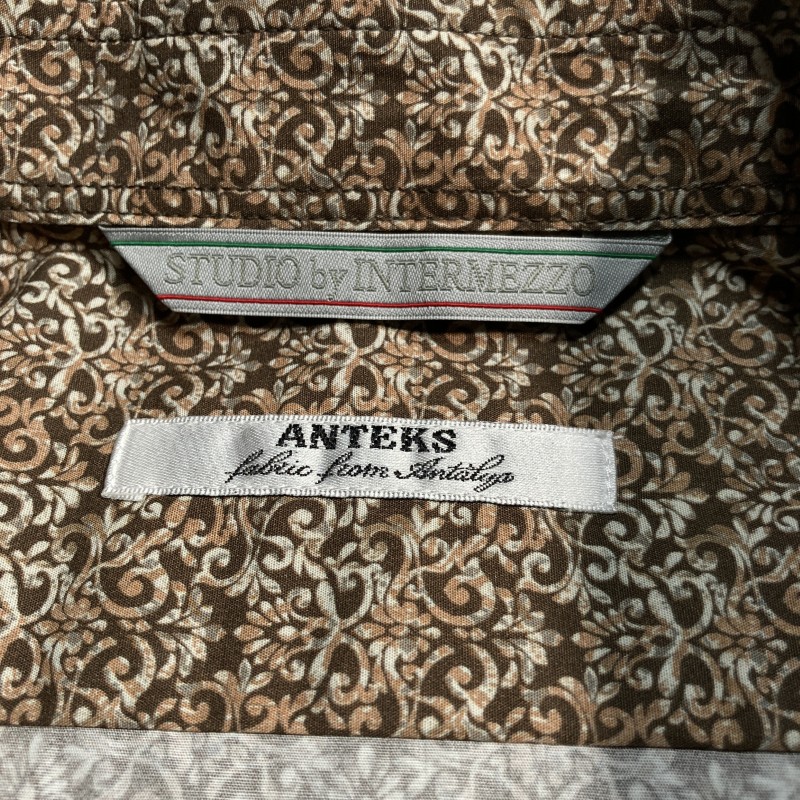 STUDIO by INTERMEZZO
ANTEKS
fabric from Antalya